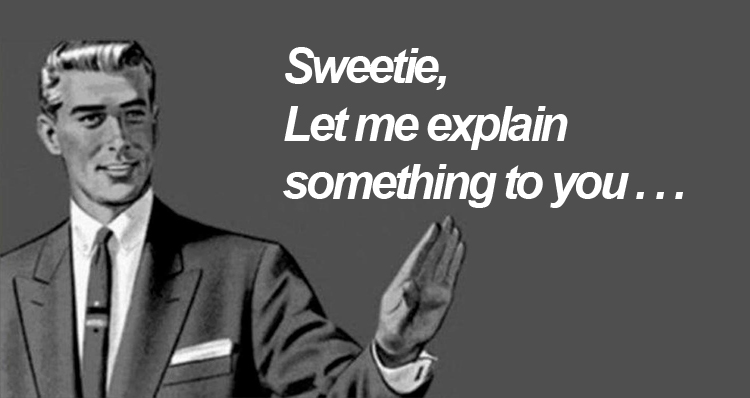 Sweetie,
Let me explain
something to you . . .